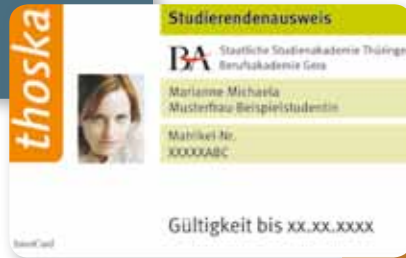 thoska
Studierendenausweis
BA Staatliche Studienakademie Thüringe
Berufsakademie Gera
Marianne Michaela
Musterfrau Beispielstudentin
Matrikel-Nr.
XXXXXABC
Gültigkeit bis xx.xx.xxxx